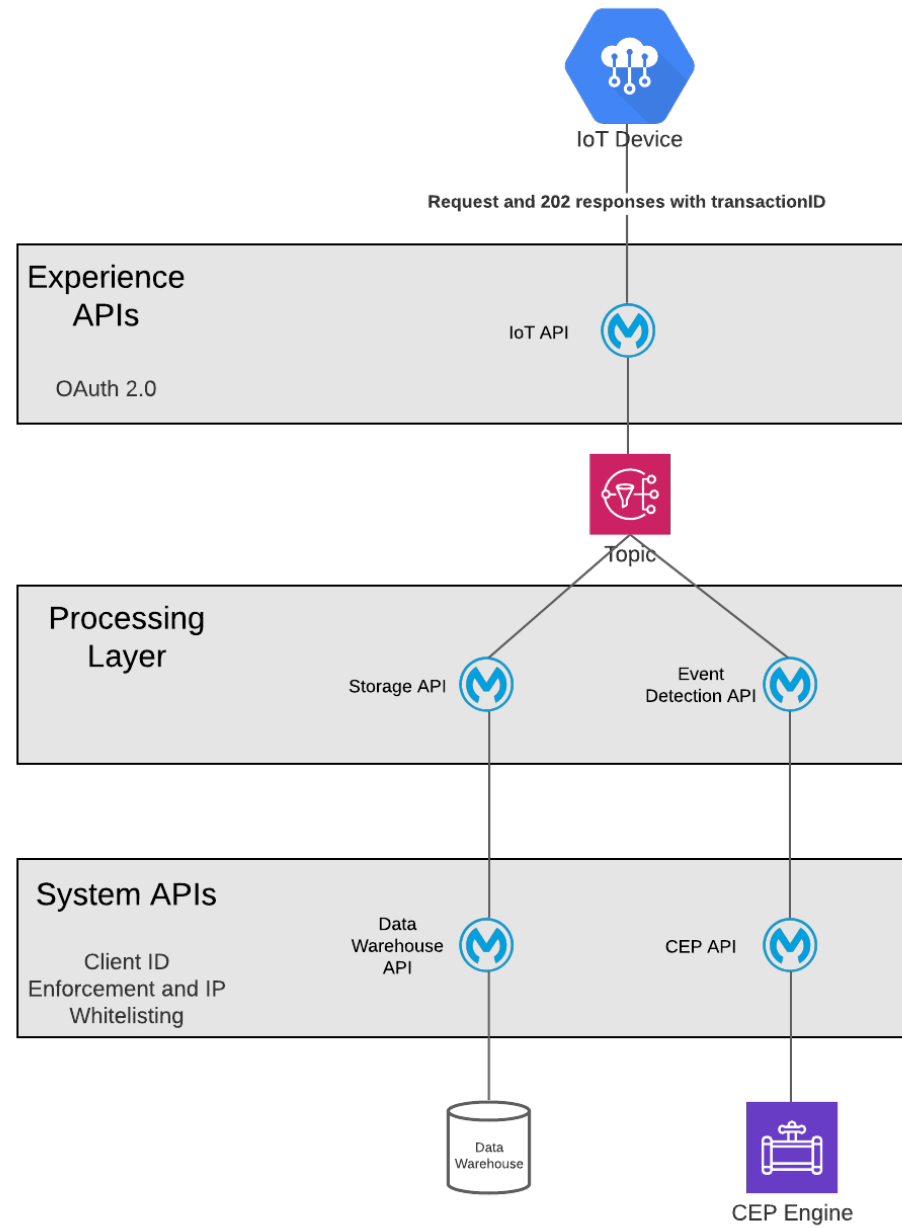 IoT Device
Request and 202 responses with transactionID
Experience
APIs
IoT API
OAuth 2.0
Topic
Processing
Layer
Storage API
Event
Detection API
System APIs
Client ID
Enforcement and IP
Whitelisting
Data
Warehouse
API
CEP API
Data
Warehouse
CEP Engine